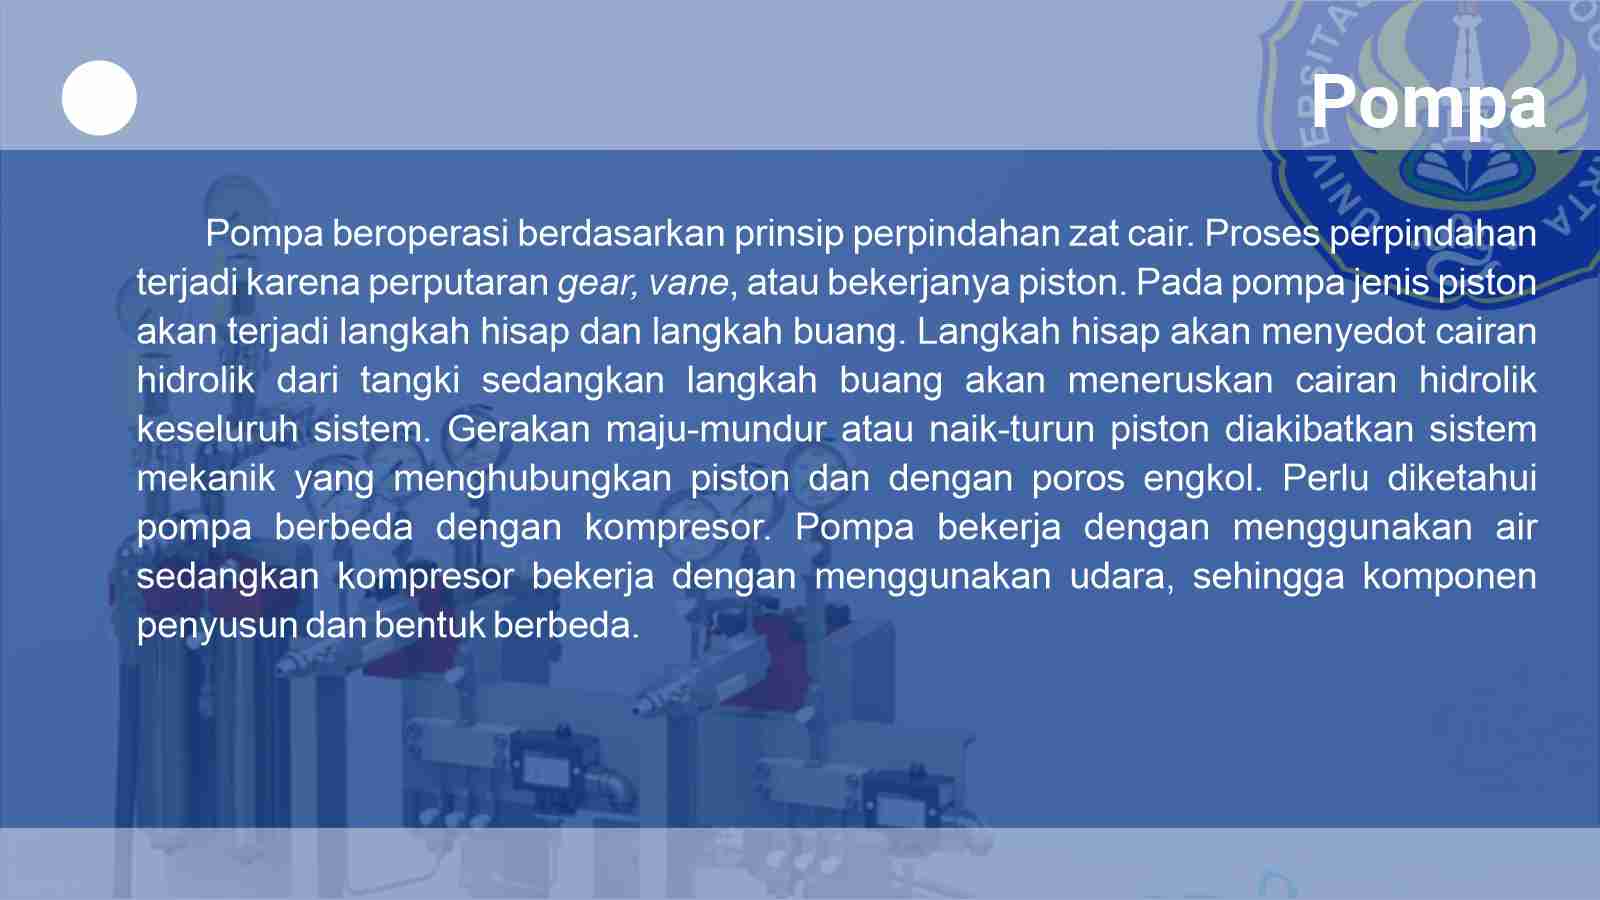 Pompa
Pompa beroperasi berdasarkan prinsip perpindahan zat cair. Proses perpindahan
terjadi karena perputaran gear, vane, atau bekerjanya piston. Pada pompa jenis piston
akan terjadi langkah hisap dan langkah buang. Langkah hisap akan menyedot cairan
hidrolik dari tangki sedangkan langkah buang akan meneruskan cairan hidrolik
keseluruh sistem. Gerakan maju-mundur atau naik-turun piston diakibatkan sistem
mekanik yang menghubungkan piston dan dengan poros engkol. Perlu diketahui
pompa berbeda dengan kompresor. Pompa bekerja dengan menggunakan air
sedangkan kompresor bekerja dengan menggunakan udara, sehingga komponen
penyusun dan bentuk berbeda.